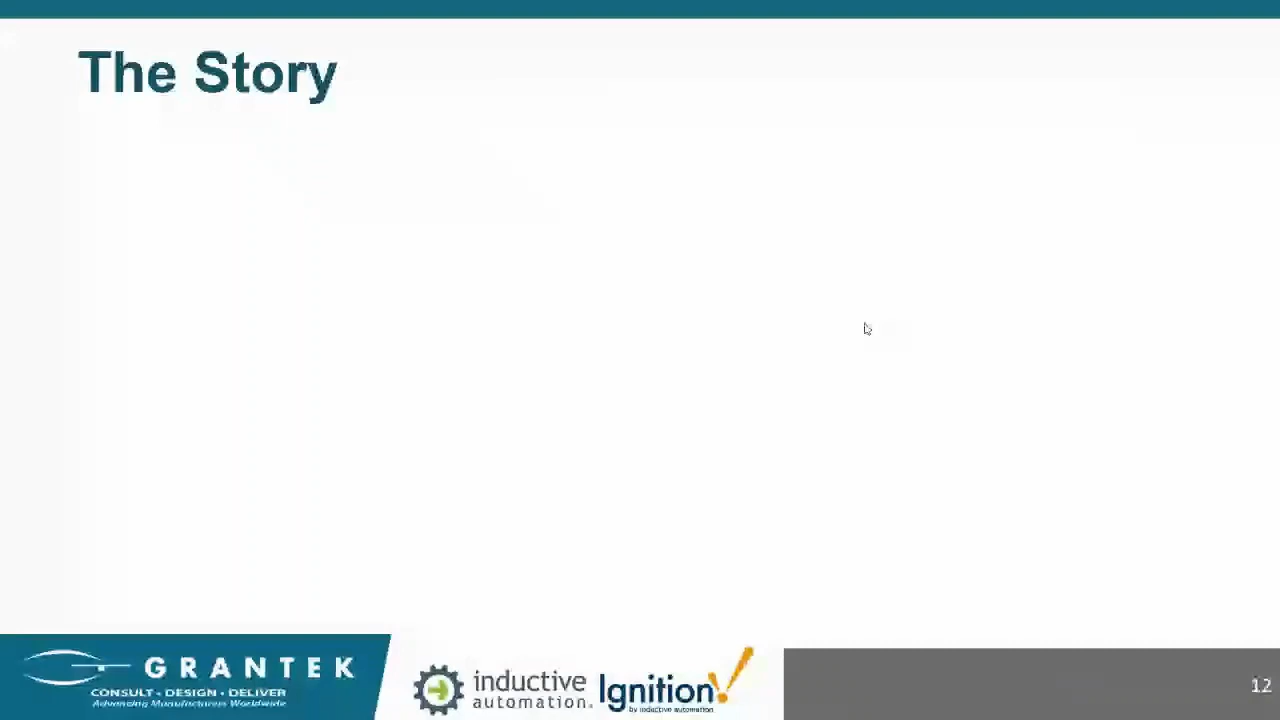 The Story
GRANTEK
CONSULT • DESIGN • DELIVER
Advancing Manufacturers Worldwide
inductive
automation.
Ignition!
by inductive automation
12